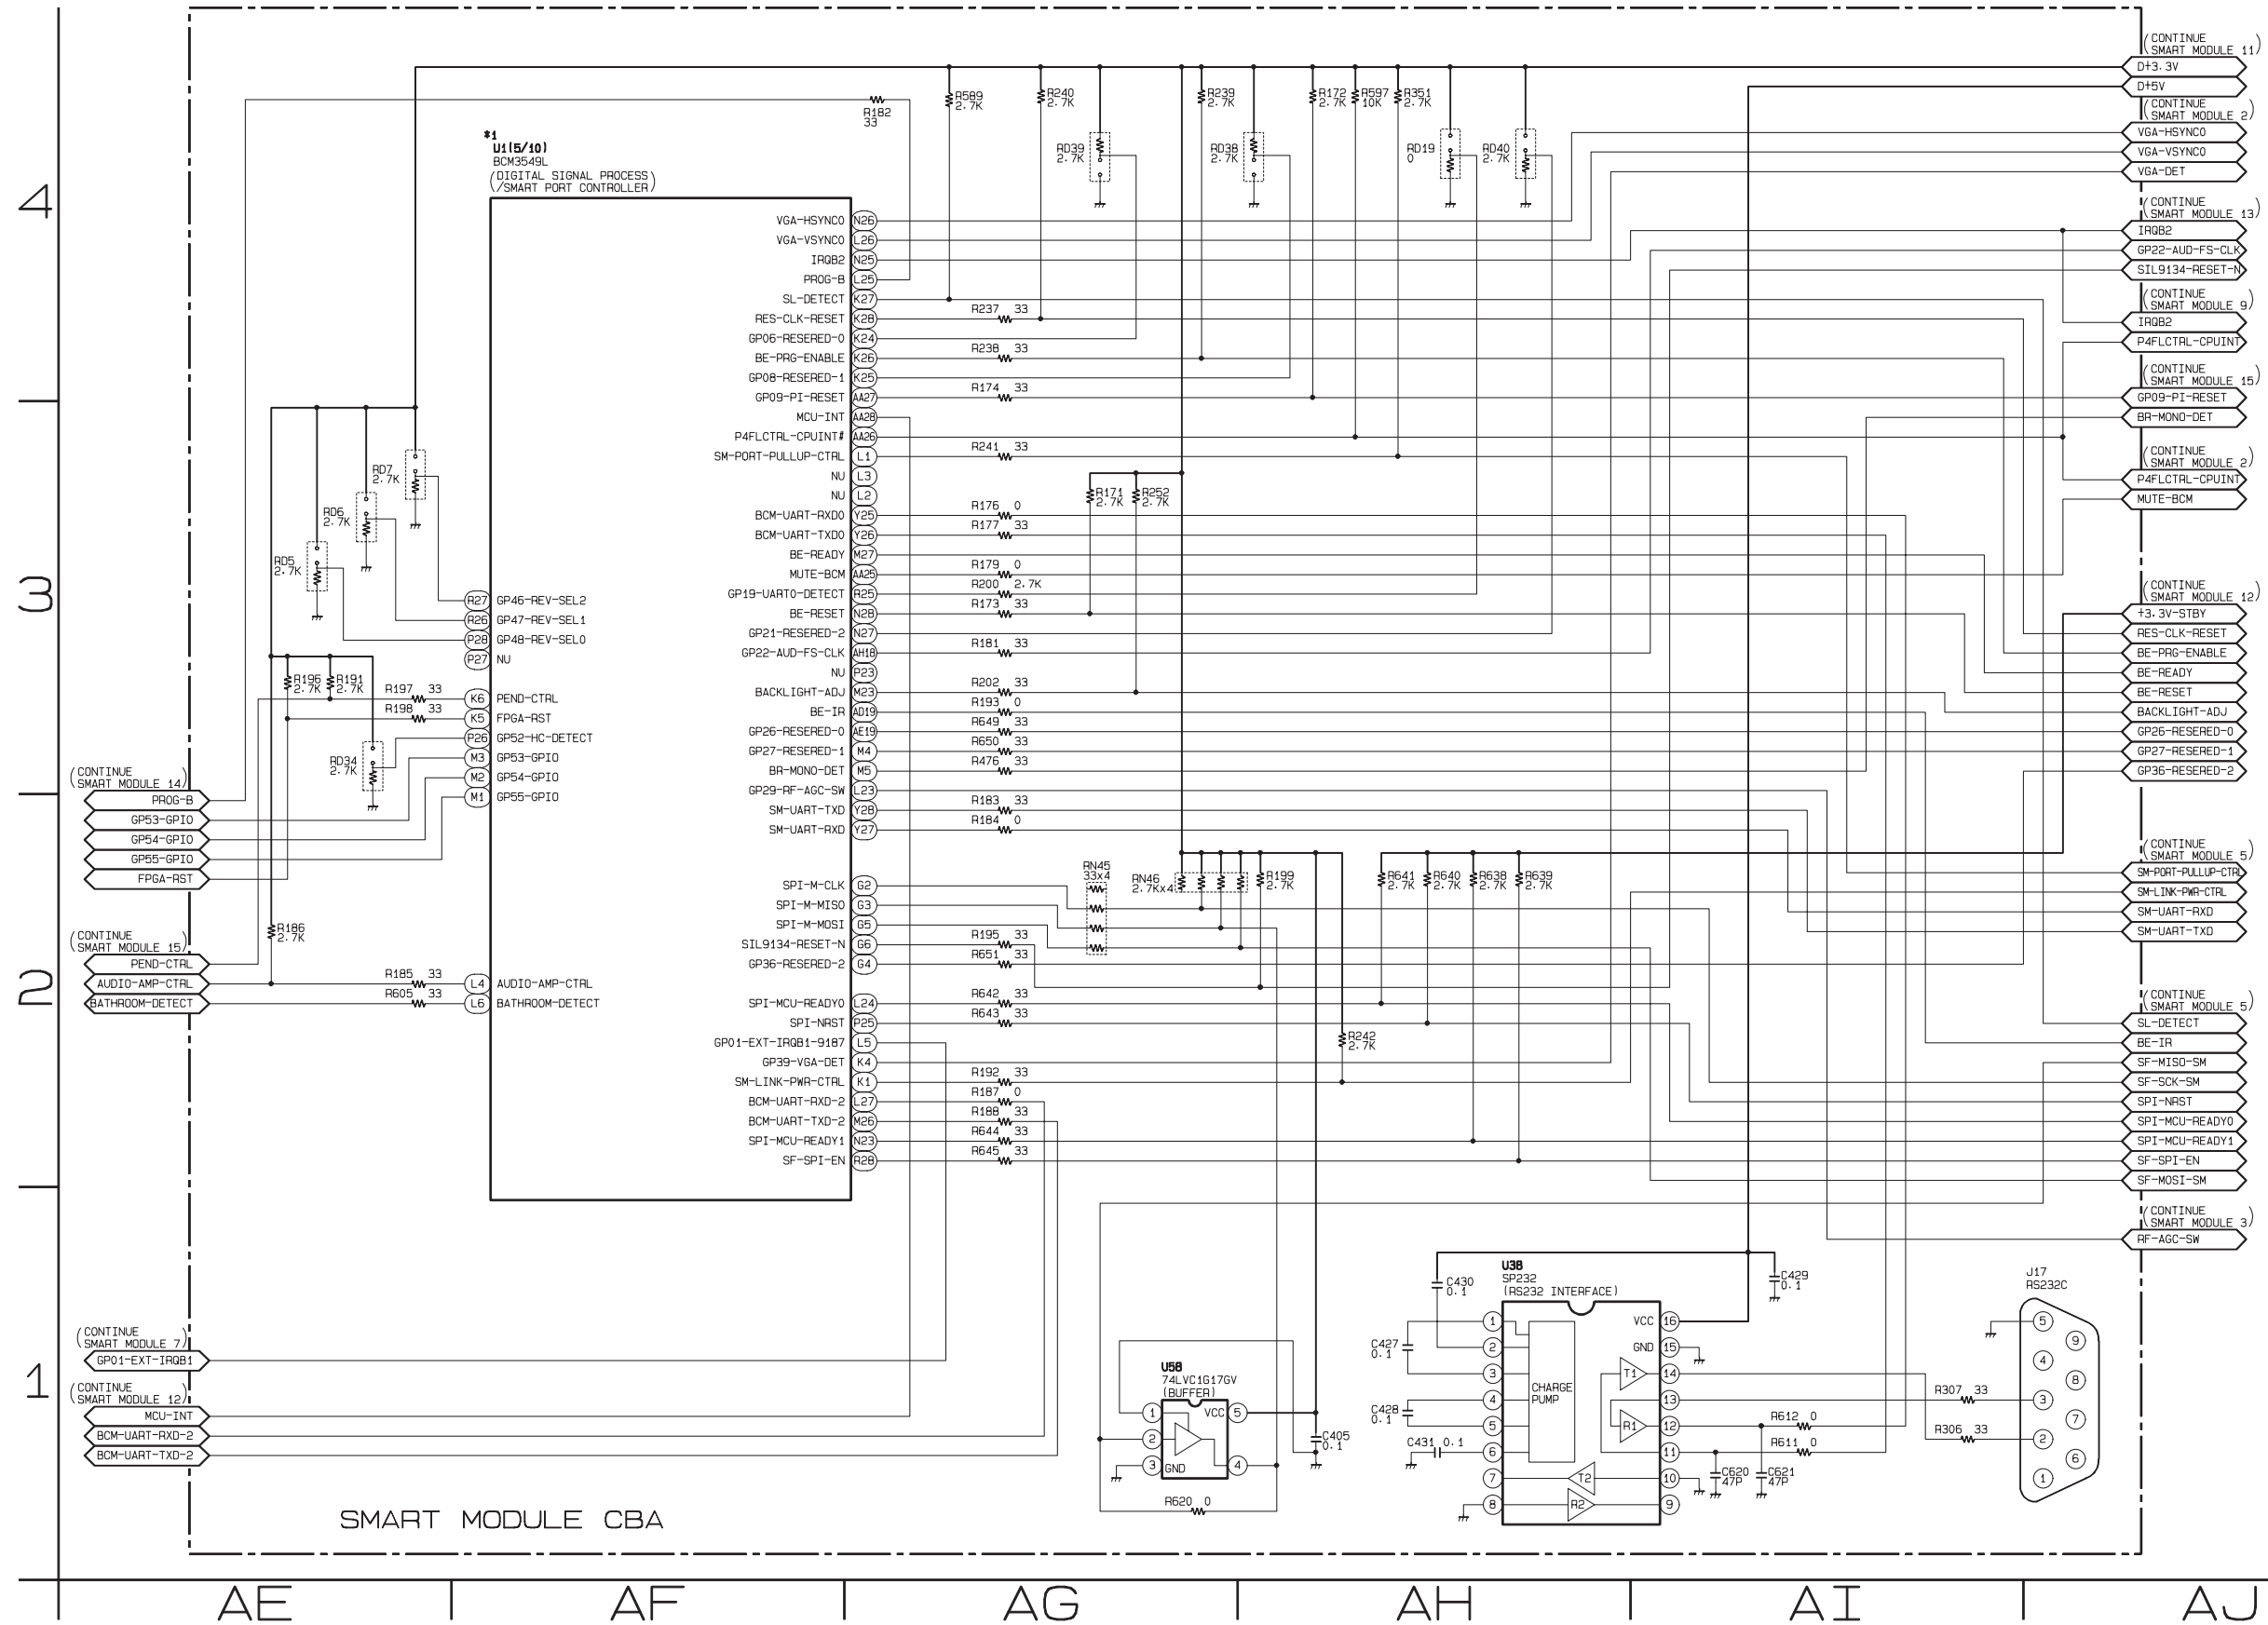 (CONTINUE
SMART MODULE 11)
D+3.3V
D+5V
(CONTINUE
SMART MODULE 2)
VGA-HSYNC0
VGA-VSYNC0
VGA-DET
(CONTINUE
SMART MODULE 13)
IRQB2
GP22-AUD-FS-CLK
SIL9134-RESET-N
(CONTINUE
SMART MODULE 9)
IRQB2
P4FLCTRL-CPUINT
(CONTINUE
SMART MODULE 15)
GP09-PI-RESET
BR-MONO-DET
(CONTINUE
SMART MODULE 2)
P4FLCTRL-CPUINT
MUTE-BCM
(CONTINUE
SMART MODULE 12)
+3.3V-STBY
RES-CLK-RESET
BE-PRG-ENABLE
BE-READY
BE-RESET
BACKLIGHT-ADJ
GP26-RESERED-0
GP27-RESERED-1
GP36-RESERED-2
(CONTINUE
SMART MODULE 5)
SM-PORT-PULLUP-CTRL
SM-LINK-PWR-CTRL
SM-UART-RXD
SM-UART-TXD
(CONTINUE
SMART MODULE 5)
SL-DETECT
BE-IR
SF-MISO-SM
SF-SCK-SM
SPI-NRST
SPI-MCU-READY0
SPI-MCU-READY1
SF-SPI-EN
SF-MOSI-SM
(CONTINUE
SMART MODULE 3)
RF-AGC-SW
R182
33
R589
2.7K
R240
2.7K
R239
2.7K
R172
2.7K
R597
10K
R351
2.7K
RD39
2.7K
RD38
2.7K
RD19
0
RD40
2.7K
*1
U1(5/10)
BCM3549L
(DIGITAL SIGNAL PROCESS
/SMART PORT CONTROLLER)
VGA-HSYNC0 N26
VGA-VSYNC0 L26
IRQB2 N25
PROG-B L25
SL-DETECT K27
RES-CLK-RESET K28 R237 33
GP06-RESERED-0 K24
BE-PRG-ENABLE K26 R238 33
GP08-RESERED-1 K25
GP09-PI-RESET AA27 R174 33
MCU-INT AA28
P4FLCTRL-CPUINT# AA26
SM-PORT-PULLUP-CTRL L1 R241 33
NU L3
NU L2
R171
2.7K
R252
2.7K
BCM-UART-RXD0 Y25 R176 0
BCM-UART-TXD0 Y26 R177 33
BE-READY M27
MUTE-BCM AA25 R179 0
GP19-UART0-DETECT R25 R200 2.7K
BE-RESET N28 R173 33
GP21-RESERED-2 N27
GP22-AUD-FS-CLK AH18 R181 33
NU P23
BACKLIGHT-ADJ M23 R202 33
BE-IR AD19 R193 0
GP26-RESERED-0 AE19 R649 33
GP27-RESERED-1 M4 R650 33
BR-MONO-DET M5 R476 33
GP29-RF-AGC-SW L23
SM-UART-TXD Y28 R183 33
SM-UART-RXD Y27 R184 0
SPI-M-CLK G2
SPI-M-MISO G3
SPI-M-MOSI G5
SIL9134-RESET-N G6 R195 33
GP36-RESERED-2 G4 R651 33
SPI-MCU-READY0 L24 R642 33
SPI-NRST P25 R643 33
GP01-EXT-IRQB1-9187 L5
GP39-VGA-DET K4
SM-LINK-PWR-CTRL K1 R192 33
BCM-UART-RXD-2 L27 R187 0
BCM-UART-TXD-2 M26 R188 33
SPI-MCU-READY1 N23 R644 33
SF-SPI-EN R28 R645 33
RN45
33x4
RN46
2.7Kx4
R199
2.7K
R641
2.7K
R640
2.7K
R638
2.7K
R639
2.7K
R242
2.7K
RD7
2.7K
RD6
2.7K
RD5
2.7K
R27 GP46-REV-SEL2
R26 GP47-REV-SEL1
P28 GP48-REV-SEL0
P27 NU
R196
2.7K
R191
2.7K
R197 33 K6 PEND-CTRL
R198 33 K5 FPGA-RST
P26 GP52-HC-DETECT
M3 GP53-GPIO
M2 GP54-GPIO
M1 GP55-GPIO
RD34
2.7K
R186
2.7K
R185 33 L4 AUDIO-AMP-CTRL
R605 33 L6 BATHROOM-DETECT
(CONTINUE
SMART MODULE 14)
PROG-B
GP53-GPIO
GP54-GPIO
GP55-GPIO
FPGA-RST
(CONTINUE
SMART MODULE 15)
PEND-CTRL
AUDIO-AMP-CTRL
BATHROOM-DETECT
(CONTINUE
SMART MODULE 7)
GP01-EXT-IRQB1
(CONTINUE
SMART MODULE 12)
MCU-INT
BCM-UART-RXD-2
BCM-UART-TXD-2
U58
74LVC1G17GV
(BUFFER)
1 VCC 5
2
3 GND 4
R620 0
C405
0.1
U38
SP232
(RS232 INTERFACE)
C430
0.1
C429
0.1
C427
0.1
C428
0.1
C431 0.1
CHARGE
PUMP
1 VCC 16
2 GND 15
3 T1 14
4 13
5 R1 12
6 11
7 T2 10
8 R2 9
R612 0
R611 0
C620
47P
C621
47P
R307 33
R306 33
J17
RS232C
5
9
4
8
3
7
2
6
1
SMART MODULE CBA
4
3
2
1
AE AF AG AH AI AJ